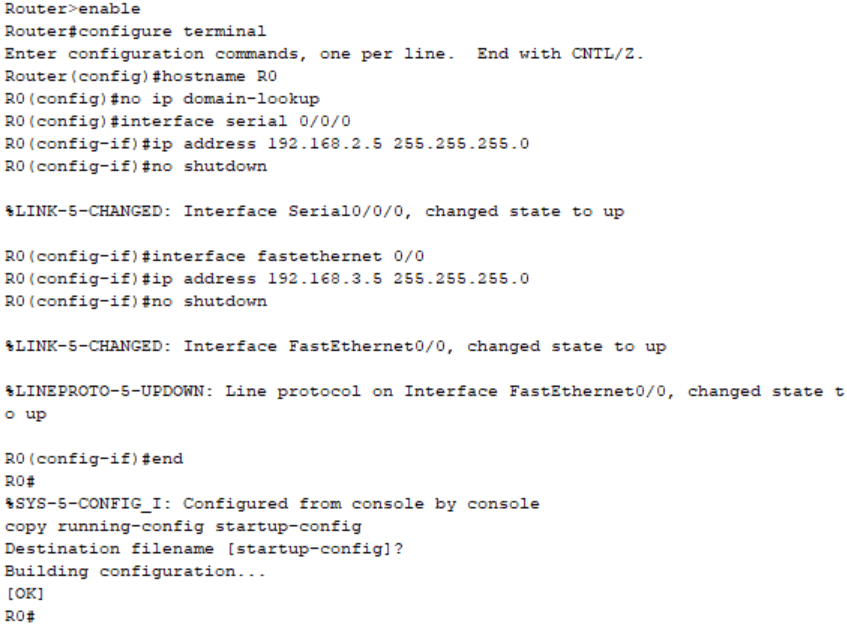 Router>enable
Router#configure terminal
Enter configuration commands, one per line.  End with CNTL/Z.
Router(config)#hostname R0
R0(config)#no ip domain-lookup
R0(config)#interface serial 0/0/0
R0(config-if)#ip address 192.168.2.5 255.255.255.0
R0(config-if)#no shutdown
%LINK-5-CHANGED: Interface Serial0/0/0, changed state to up
R0(config-if)#interface fastethernet 0/0
R0(config-if)#ip address 192.168.3.5 255.255.255.0
R0(config-if)#no shutdown
%LINK-5-CHANGED: Interface FastEthernet0/0, changed state to up
%LINEPROTO-5-UPDOWN: Line protocol on Interface FastEthernet0/0, changed state t
o up
R0(config-if)#end
R0#
%SYS-5-CONFIG_I: Configured from console by console
copy running-config startup-config
Destination filename [startup-config]?
Building configuration...
[OK]
R0#